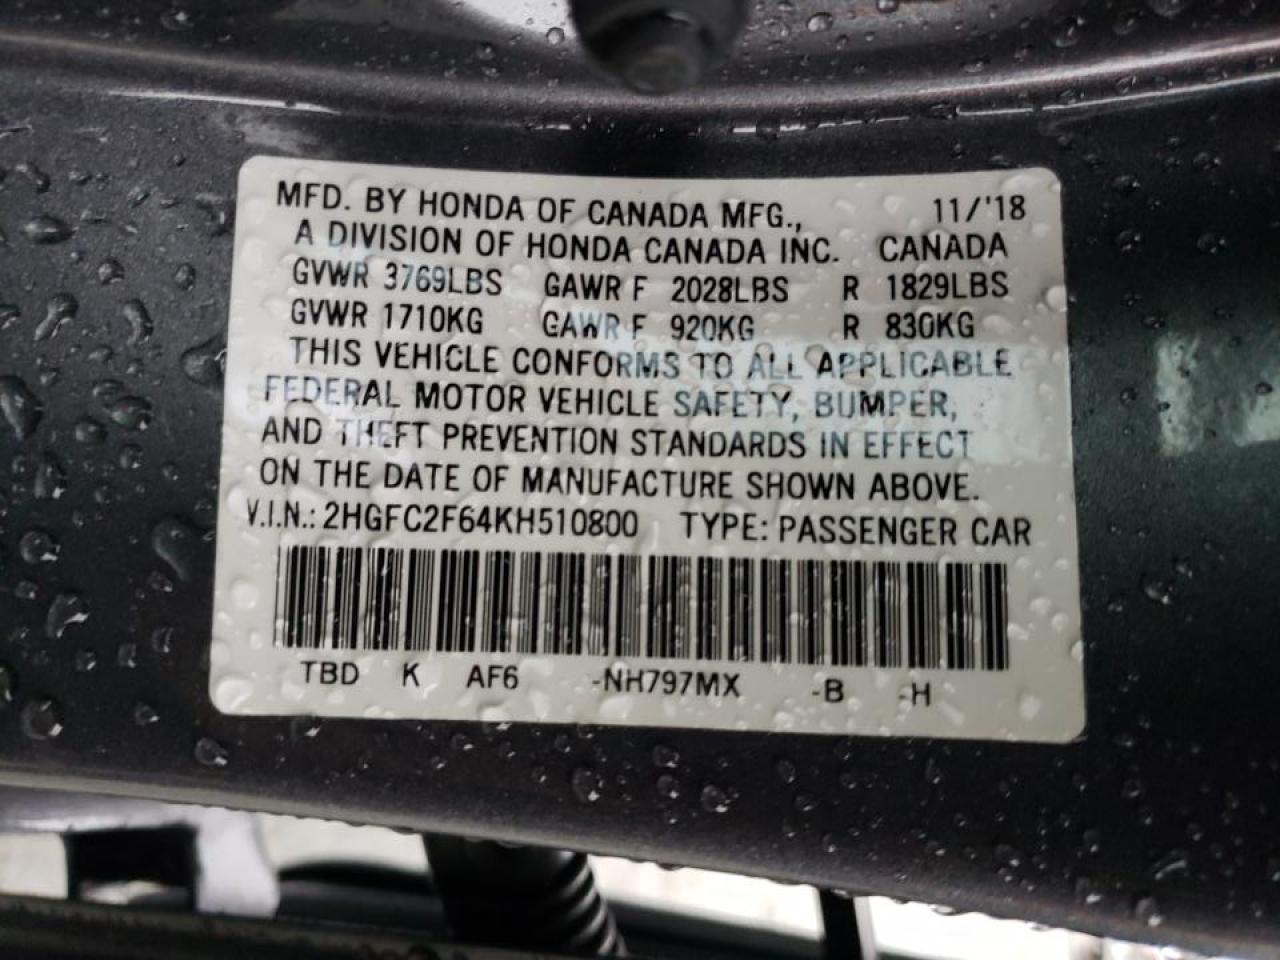 MFD. BY HONDA OF CANADA MFG., 11/'18
A DIVISION OF HONDA CANADA INC. CANADA
GVWR 3769LBS GAWR F 2028LBS R 1829LBS
GVWR 1710KG GAWR F 920KG R 830KG
THIS VEHICLE CONFORMS TO ALL APPLICABLE
FEDERAL MOTOR VEHICLE SAFETY, BUMPER,
AND THEFT PREVENTION STANDARDS IN EFFECT
ON THE DATE OF MANUFACTURE SHOWN ABOVE.
V.I.N.: 2HGFC2F64KH510800 TYPE: PASSENGER CAR
TBD K AF6 -NH797MX -B -H